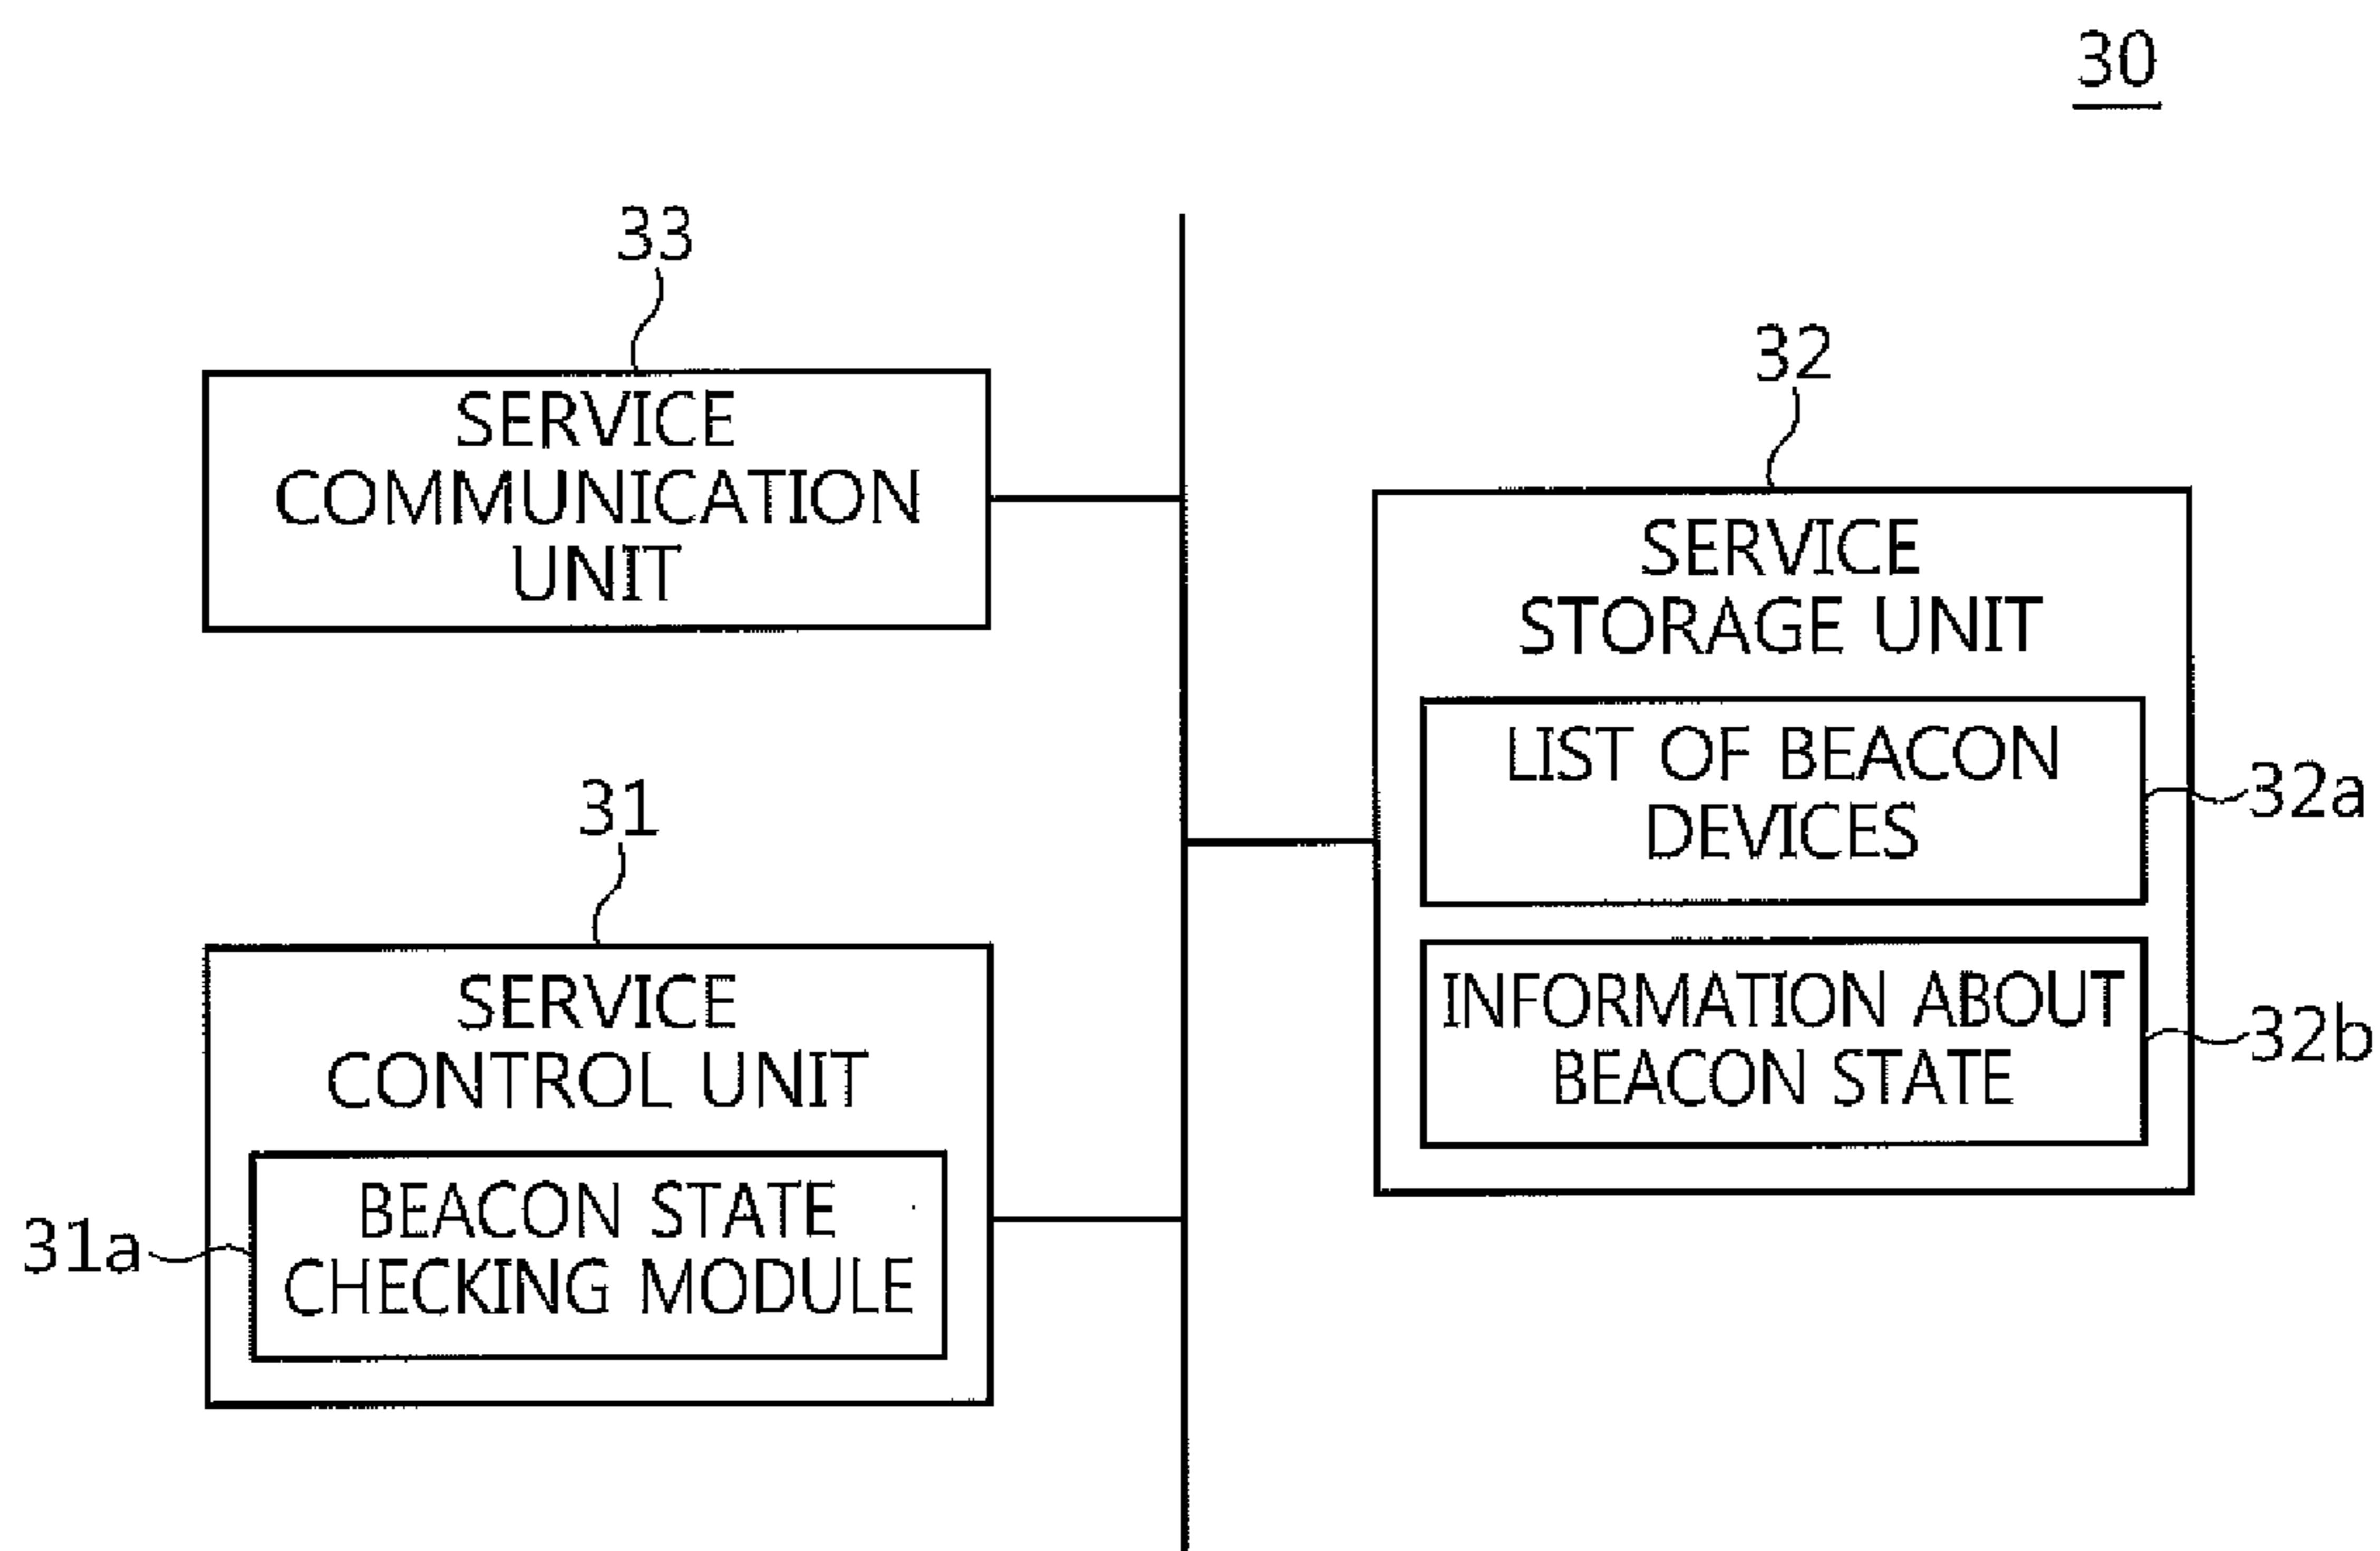 30
33
SERVICE
COMMUNICATION
UNIT
32
SERVICE
STORAGE UNIT
LIST OF BEACON
DEVICES
32a
INFORMATION ABOUT
BEACON STATE
32b
31
SERVICE
CONTROL UNIT
BEACON STATE
CHECKING MODULE
31a